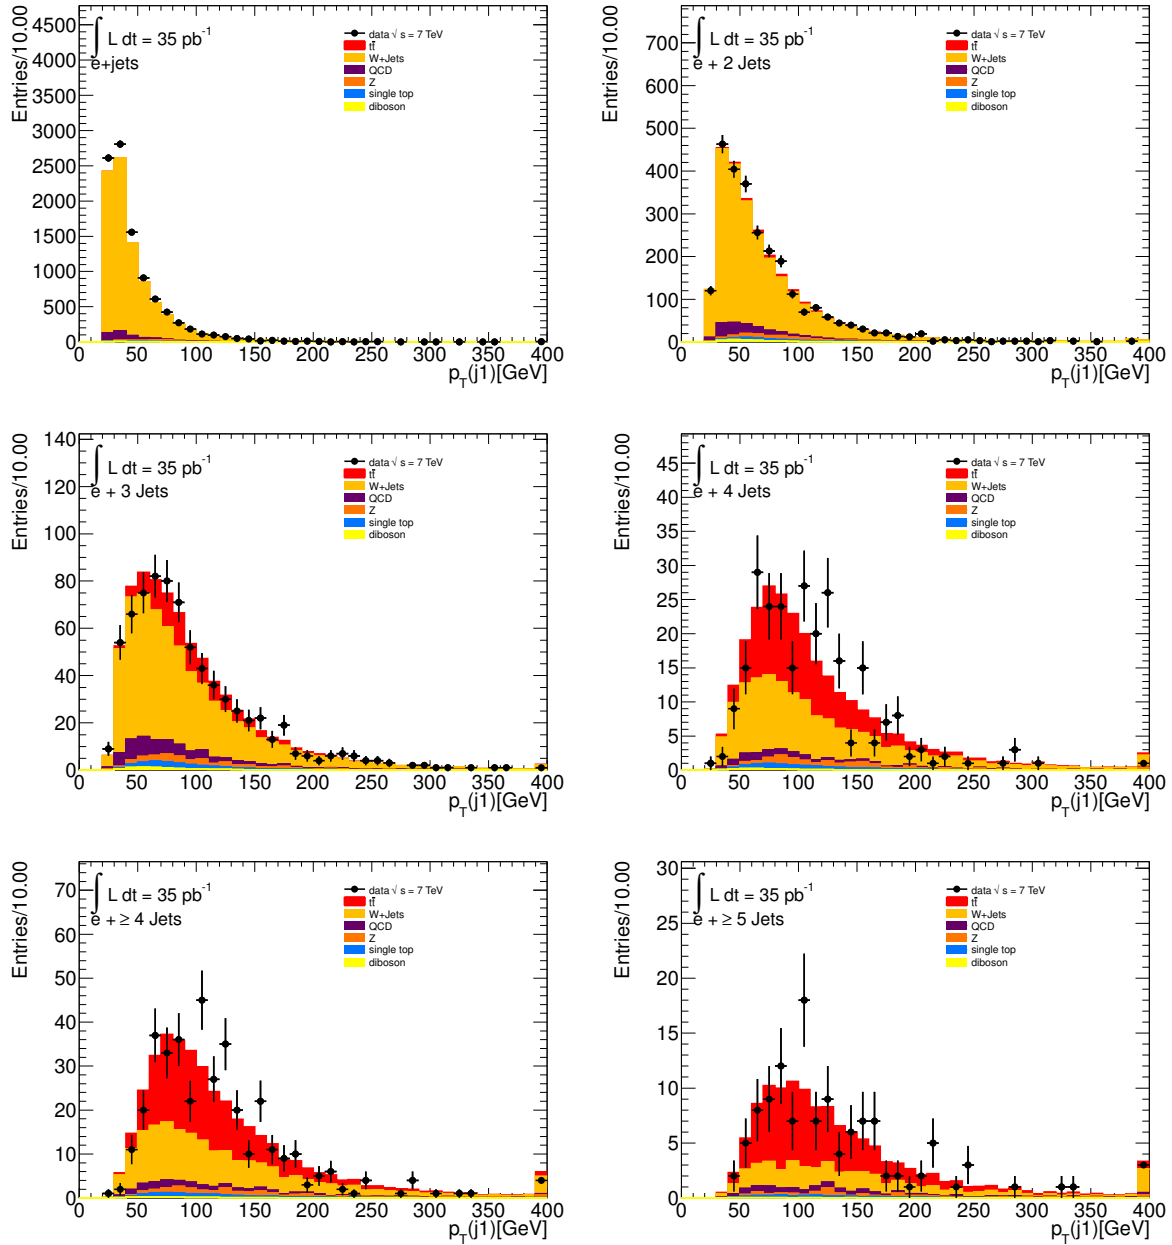 Entries/10.00
4500
4000
3500
3000
2500
2000
1500
1000
500
0
∫ L dt = 35 pb⁻¹
e+jets
data √ s = 7 TeV
tt̄
W+Jets
QCD
Z
single top
diboson
0 50 100 150 200 250 300 350 400
p_T(j1)[GeV]
Entries/10.00
700
600
500
400
300
200
100
0
∫ L dt = 35 pb⁻¹
e + 2 Jets
data √ s = 7 TeV
tt̄
W+Jets
QCD
Z
single top
diboson
0 50 100 150 200 250 300 350 400
p_T(j1)[GeV]
Entries/10.00
140
120
100
80
60
40
20
0
∫ L dt = 35 pb⁻¹
e + 3 Jets
data √ s = 7 TeV
tt̄
W+Jets
QCD
Z
single top
diboson
0 50 100 150 200 250 300 350 400
p_T(j1)[GeV]
Entries/10.00
45
40
35
30
25
20
15
10
5
0
∫ L dt = 35 pb⁻¹
e + 4 Jets
data √ s = 7 TeV
tt̄
W+Jets
QCD
Z
single top
diboson
0 50 100 150 200 250 300 350 400
p_T(j1)[GeV]
Entries/10.00
70
60
50
40
30
20
10
0
∫ L dt = 35 pb⁻¹
e + ≥ 4 Jets
data √ s = 7 TeV
tt̄
W+Jets
QCD
Z
single top
diboson
0 50 100 150 200 250 300 350 400
p_T(j1)[GeV]
Entries/10.00
30
25
20
15
10
5
0
∫ L dt = 35 pb⁻¹
e + ≥ 5 Jets
data √ s = 7 TeV
tt̄
W+Jets
QCD
Z
single top
diboson
0 50 100 150 200 250 300 350 400
p_T(j1)[GeV]